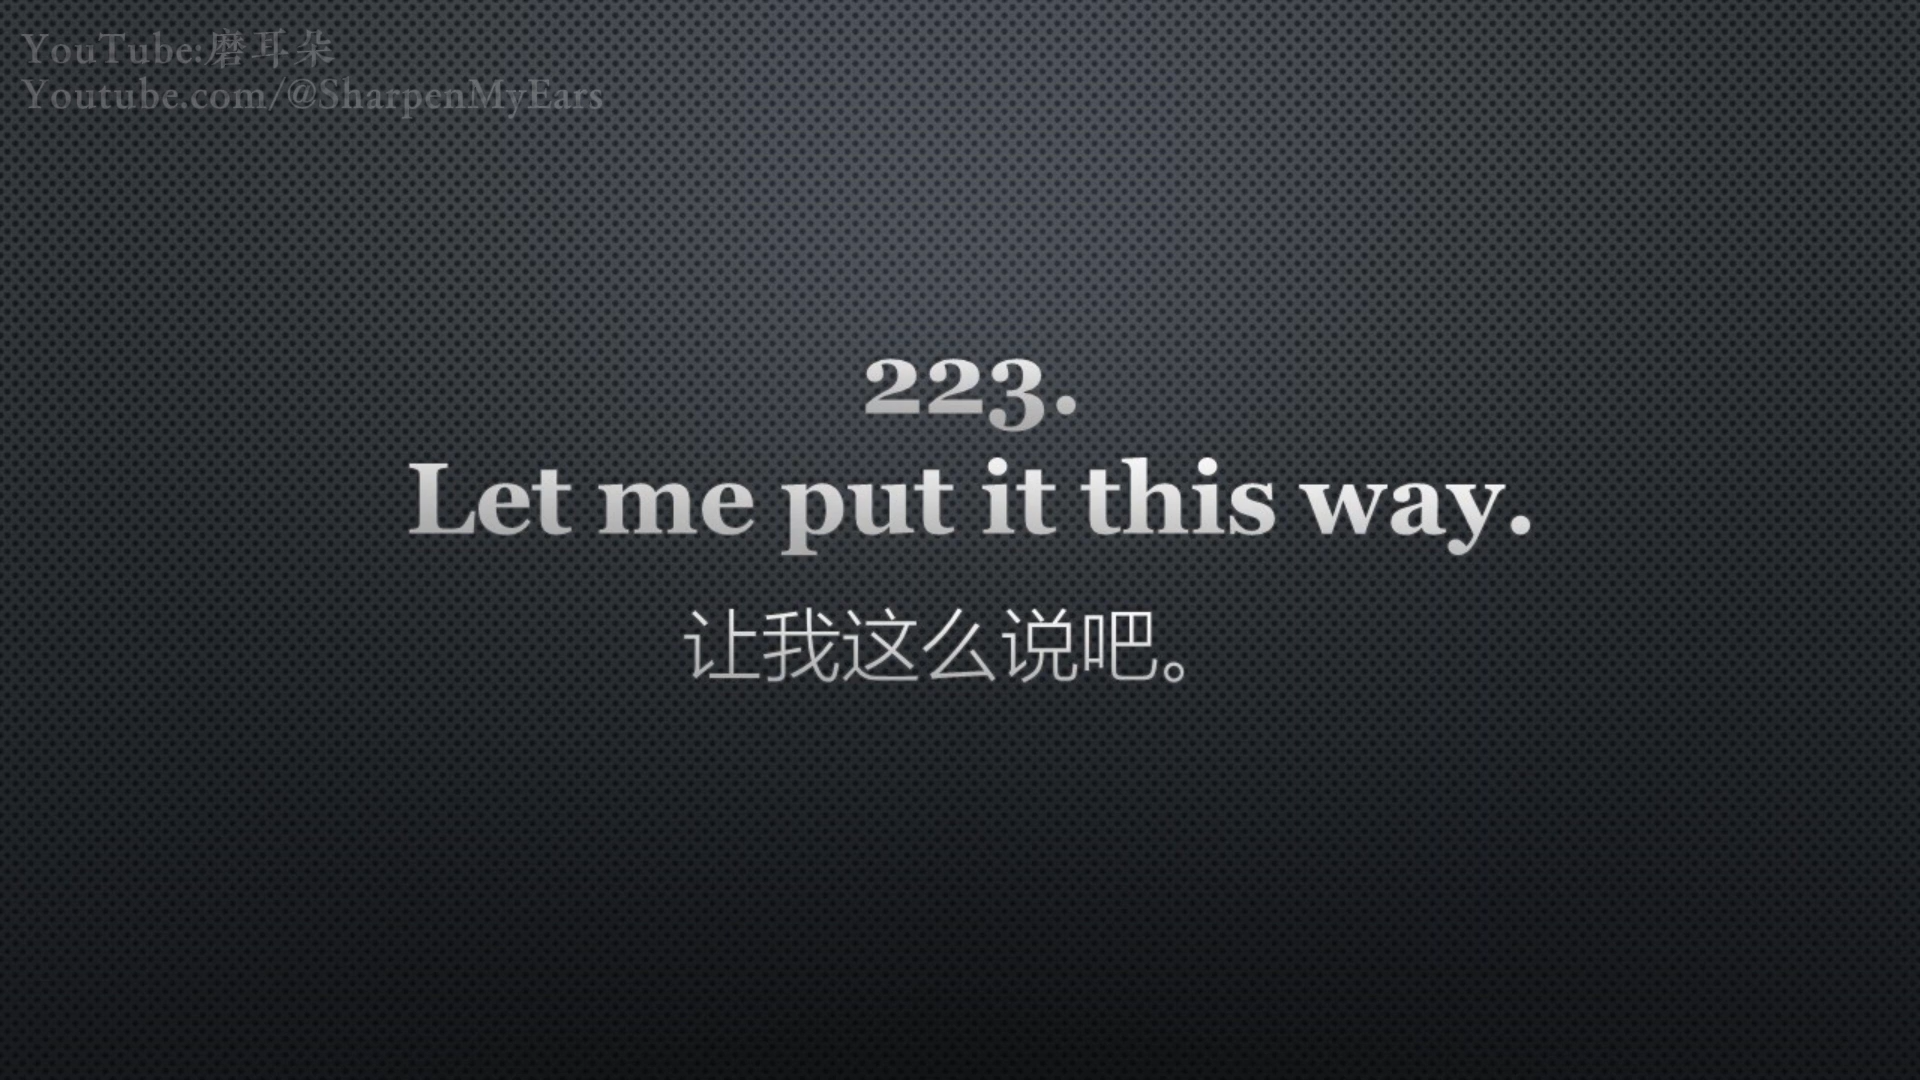 YouTube:磨耳朵
Youtube.com/@SharpenMyEars
223.
Let me put it this way.
让我这么说吧。